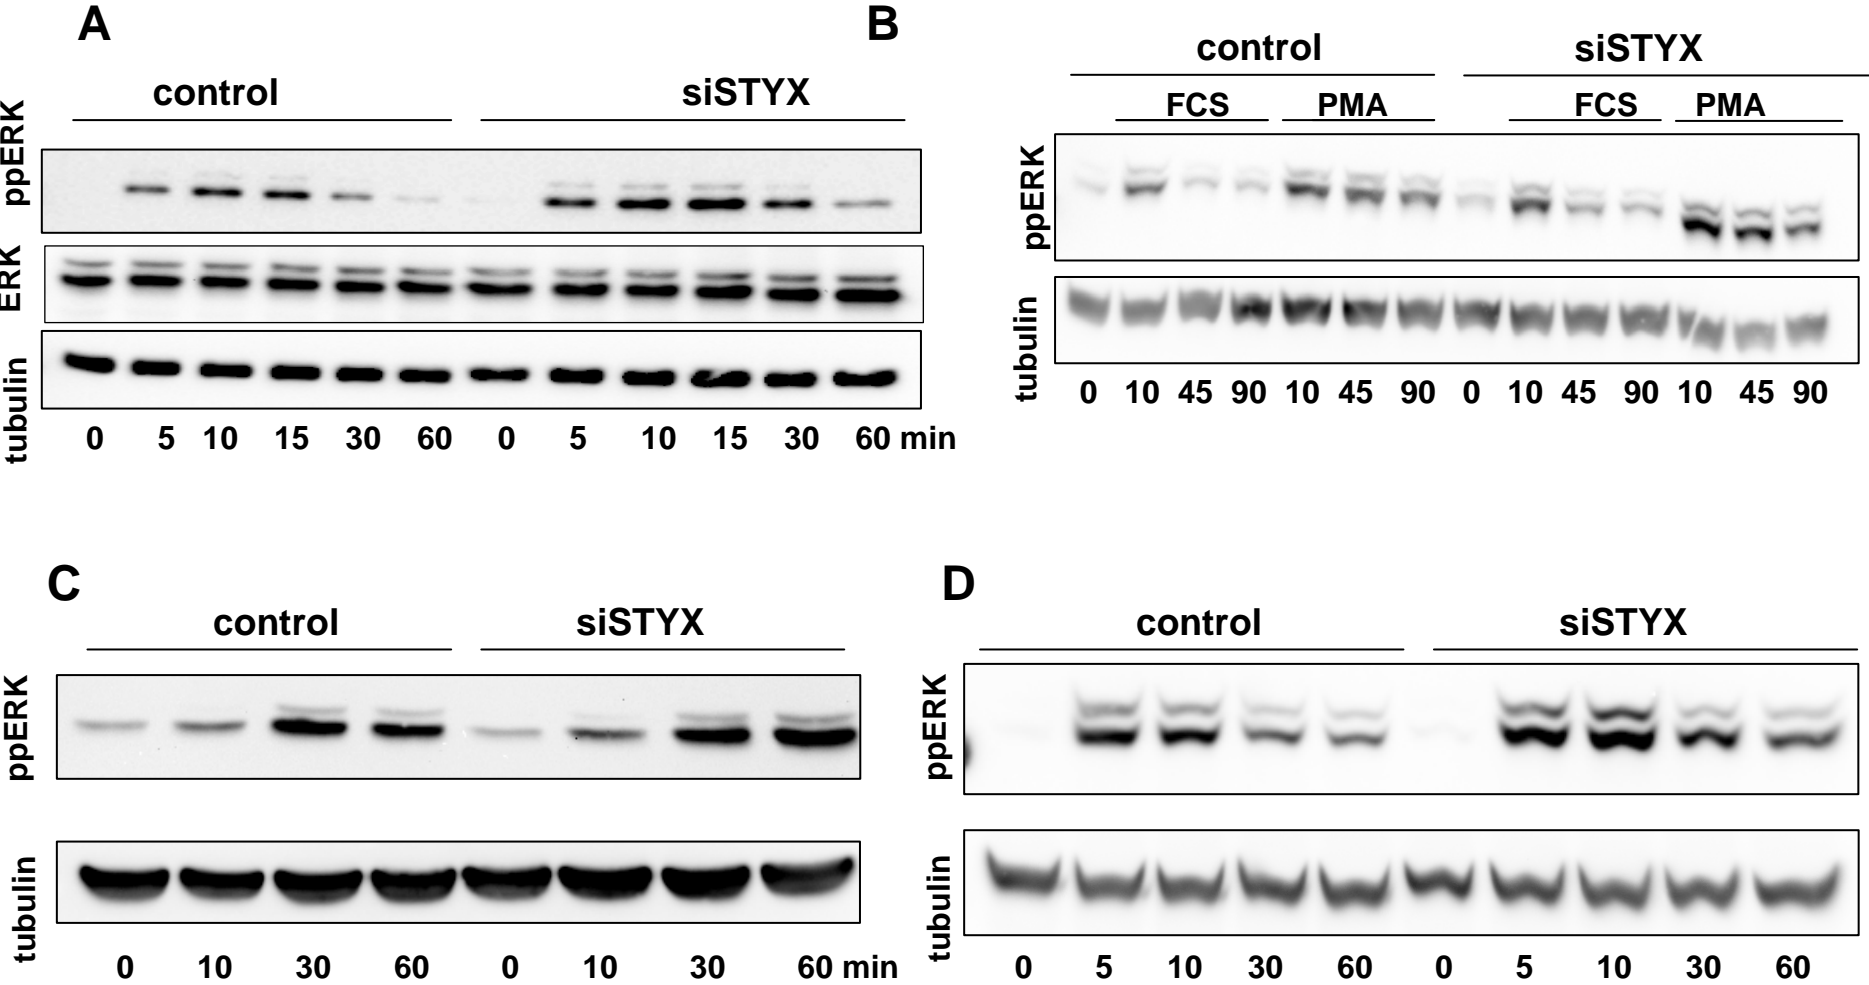 A
control siSTYX
ppERK
ERK
tubulin
0 5 10 15 30 60 0 5 10 15 30 60 min
B
control siSTYX
FCS PMA FCS PMA
ppERK
tubulin
0 10 45 90 10 45 90 0 10 45 90 10 45 90
C
control siSTYX
ppERK
tubulin
0 10 30 60 0 10 30 60 min
D
control siSTYX
ppERK
tubulin
0 5 10 30 60 0 5 10 30 60